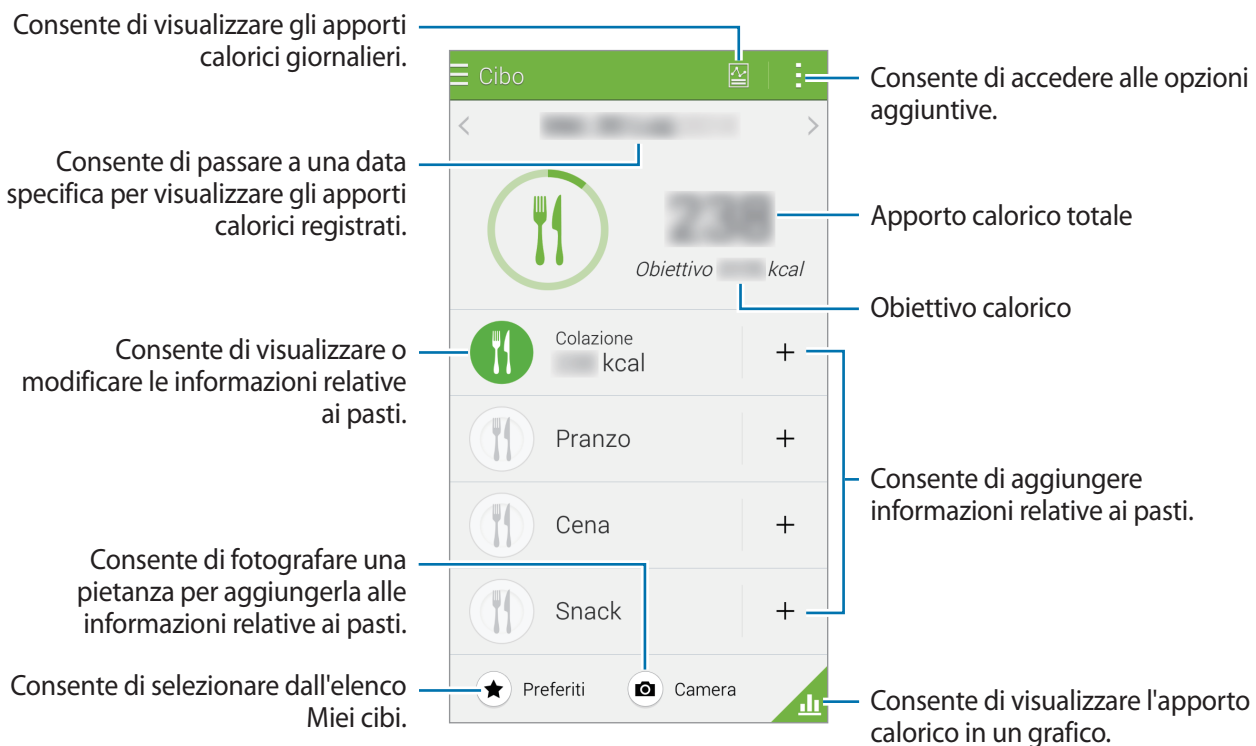 Consente di visualizzare gli apporti
calorici giornalieri.
Cibo
Consente di accedere alle opzioni
aggiuntive.
Consente di passare a una data
specifica per visualizzare gli apporti
calorici registrati.
Apporto calorico totale
Obiettivo kcal
Obiettivo calorico
Consente di visualizzare o
modificare le informazioni relative
ai pasti.
Colazione
kcal
Pranzo
Consente di aggiungere
informazioni relative ai pasti.
Cena
Consente di fotografare una
pietanza per aggiungerla alle
informazioni relative ai pasti.
Snack
Consente di selezionare dall'elenco
Miei cibi.
Preferiti
Camera
Consente di visualizzare l'apporto
calorico in un grafico.